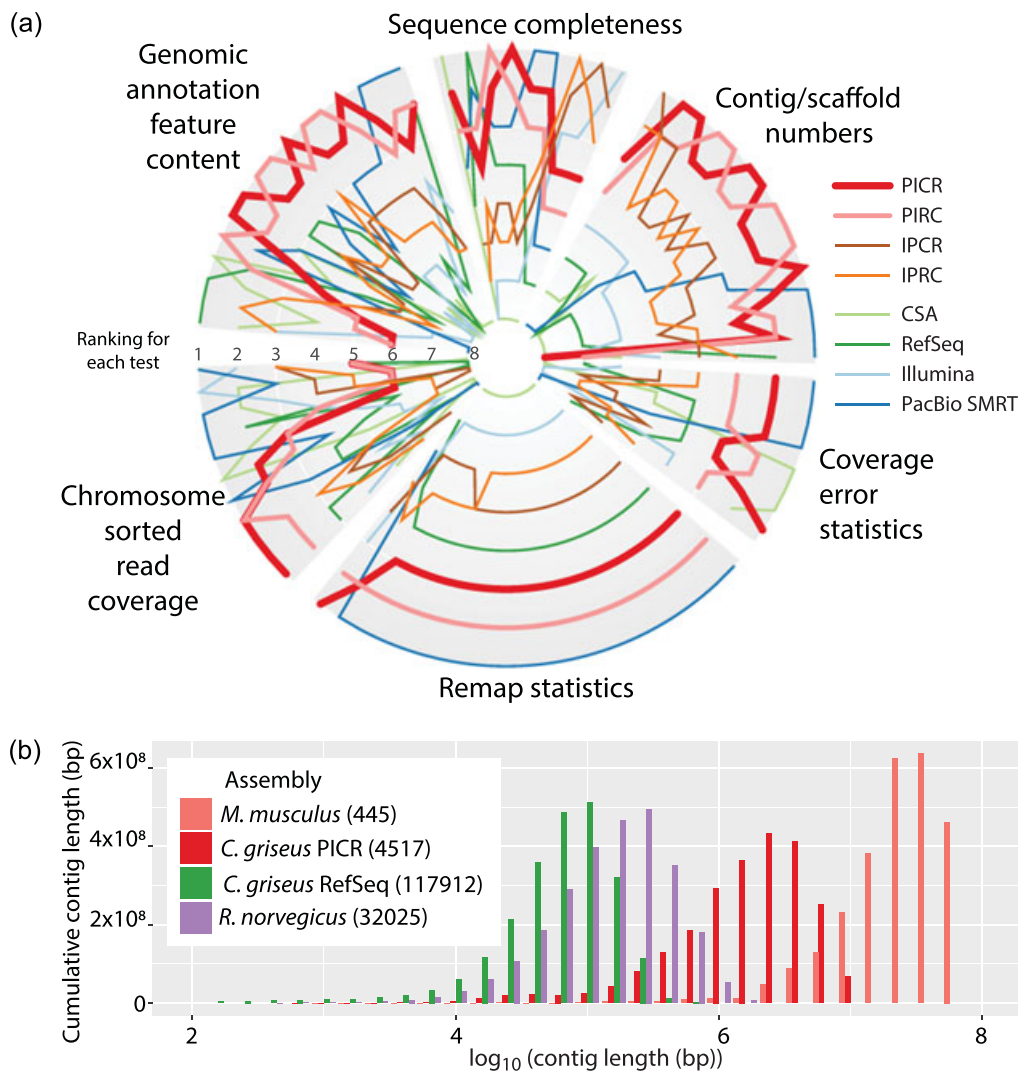 (a)
Sequence completeness
Genomic
annotation
feature
content
Contig/scaffold
numbers
PICR
PIRC
IPCR
IPRC
CSA
RefSeq
Illumina
PacBio SMRT
Ranking for
each test
1 2 3 4 5 6 7 8
Coverage
error
statistics
Chromosome
sorted
read
coverage
Remap statistics
(b)
Cumulative contig length (bp)
6x10⁸
4x10⁸
2x10⁸
0
Assembly
M. musculus (445)
C. griseus PICR (4517)
C. griseus RefSeq (117912)
R. norvegicus (32025)
2 4 6 8
log₁₀ (contig length (bp))